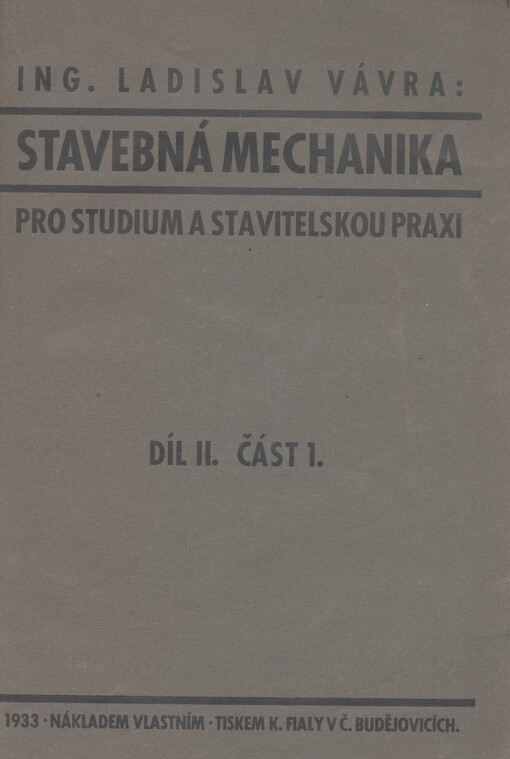 ING. LADISLAV VÁVRA:
STAVEBNÁ MECHANIKA
PRO STUDIUM A STAVITELSKOU PRAXI
DÍL II. ČÁST 1.
1933 · NÁKLADEM VLASTNÍM · TISKEM K. FIALY V Č. BUDĚJOVICÍCH.